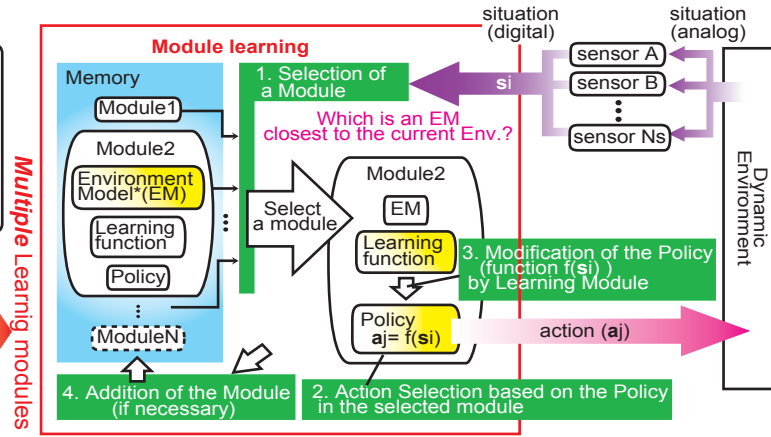 situation
(digital)
situation
(analog)
Module learning
Memory
Module1
Module2
Environment
Model*(EM)
Learning
function
Policy
ModuleN
1. Selection of
a Module
si
sensor A
sensor B
sensor Ns
Which is an EM
closest to the current Env.?
Select
a module
Module2
EM
Learning
function
Policy
aj= f(si)
3. Modification of the Policy
(function f(si) )
by Learning Module
action (aj)
Dynamic
Environment
4. Addition of the Module
(if necessary)
2. Action Selection based on the Policy
in the selected module
Multiple Learnig modules